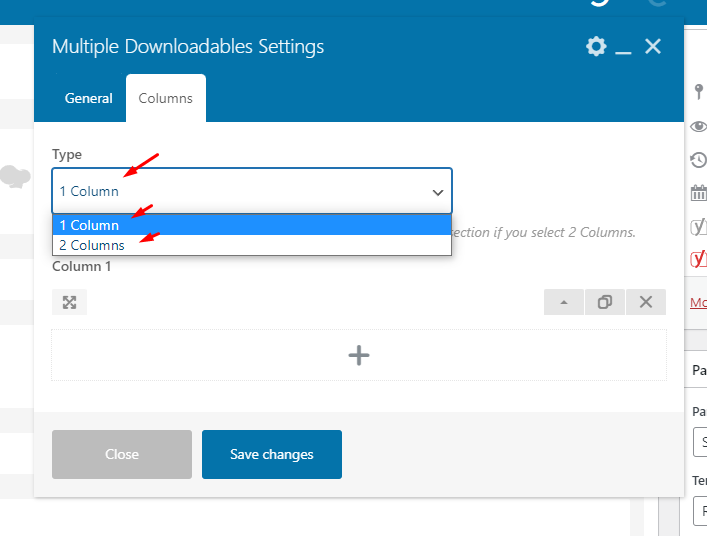 Multiple Downloadables Settings
General
Columns
Type
1 Column
1 Column
2 Columns
ection if you select 2 Columns.
Column 1
Close
Save changes
Mo
Pa
Pa
S
Te